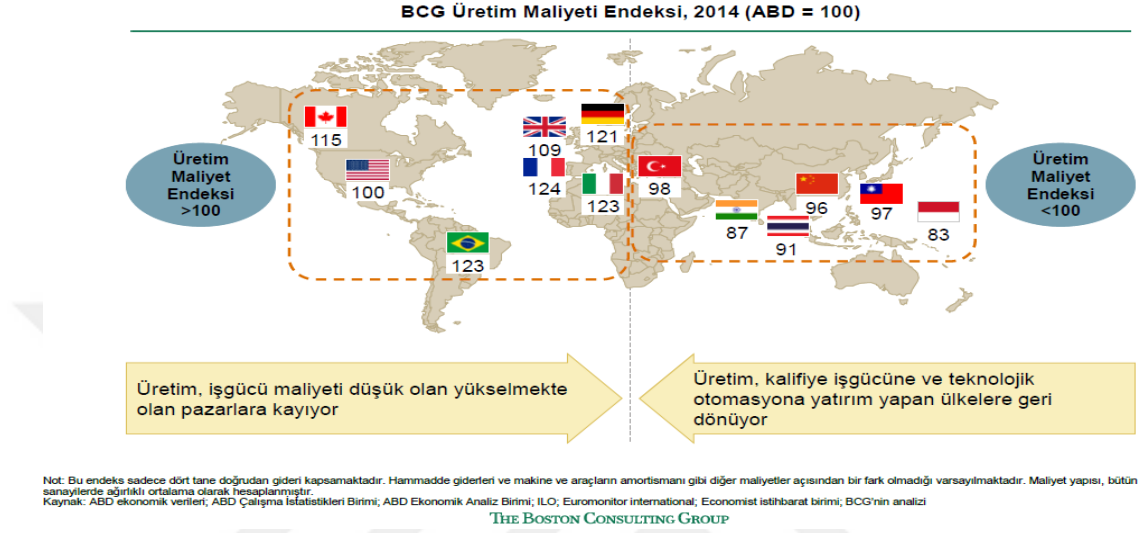 BCG Üretim Maliyeti Endeksi, 2014 (ABD = 100)
Üretim
Maliyet
Endeksi
>100
115
100
123
109
124
121
123
98
87
91
96
97
83
Üretim
Maliyet
Endeksi
<100
Üretim, işgücü maliyeti düşük olan yükselmekte
olan pazarlara kayıyor
Üretim, kalifiye işgücüne ve teknolojik
otomasyona yatırım yapan ülkelere geri
dönüyor
Not: Bu endeks sadece dört tane doğrudan gideri kapsamaktadır. Hammadde giderleri ve makine ve araçların amortismanı gibi diğer maliyetler açısından bir fark olmadığı varsayılmaktadır. Maliyet yapısı, bütün
sanayilerde ağırlıklı ortalama olarak hesaplanmıştır.
Kaynak: ABD ekonomik verileri; ABD Çalışma İstatistikleri Birimi; ABD Ekonomik Analiz Birimi; ILO; Euromonitor international; Economist istihbarat birimi; BCG'nin analizi
THE BOSTON CONSULTING GROUP